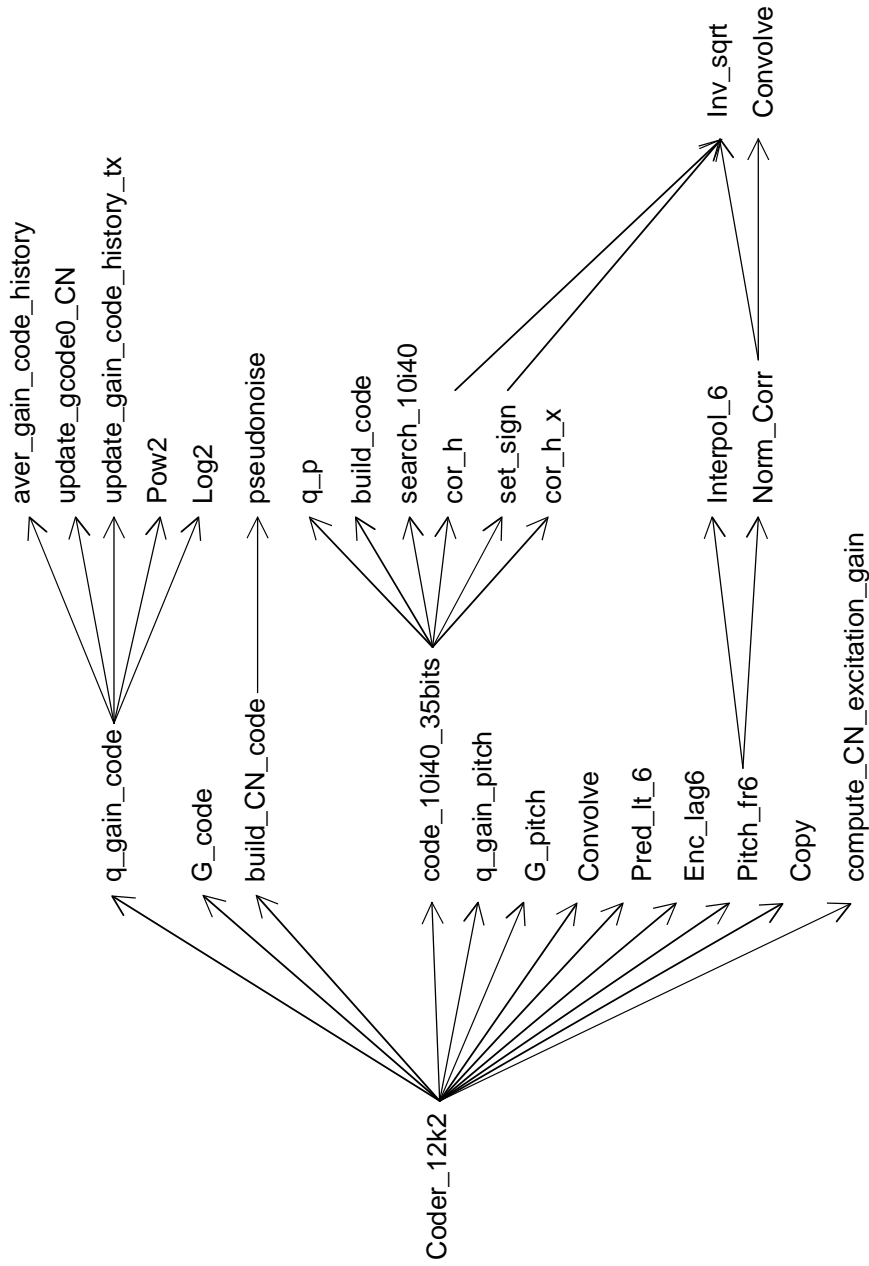 Coder_12k2
q_gain_code
G_code
build_CN_code
code_10i40_35bits
q_gain_pitch
G_pitch
Convolve
Pred_lt_6
Enc_lag6
Pitch_fr6
Copy
compute_CN_excitation_gain
aver_gain_code_history
update_gcode0_CN
update_gain_code_history_tx
Pow2
Log2
pseudonoise
q_p
build_code
search_10i40
cor_h
set_sign
cor_h_x
Interpol_6
Norm_Corr
Inv_sqrt
Convolve